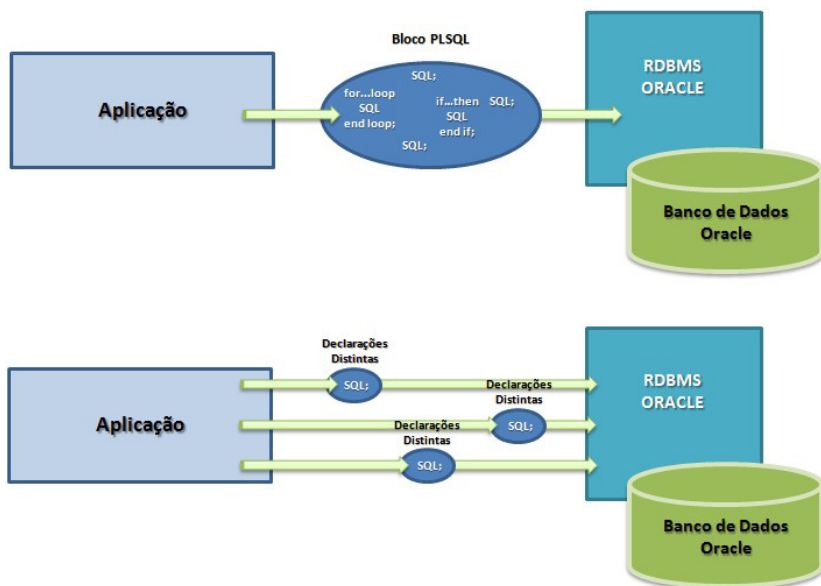 Bloco PLSQL
Aplicação
SQL;
for...loop
SQL
end loop;
if...then SQL;
SQL
end if;
SQL;
RDBMS
ORACLE
Banco de Dados
Oracle
Aplicação
Declarações
Distintas
SQL;
Declarações
Distintas
SQL;
Declarações
Distintas
SQL;
RDBMS
ORACLE
Banco de Dados
Oracle